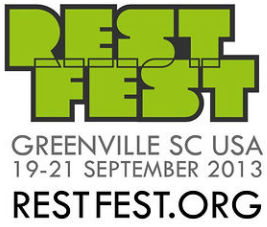 REST
FEST
GREENVILLE SC USA
19-21 SEPTEMBER 2013
RESTFEST.ORG